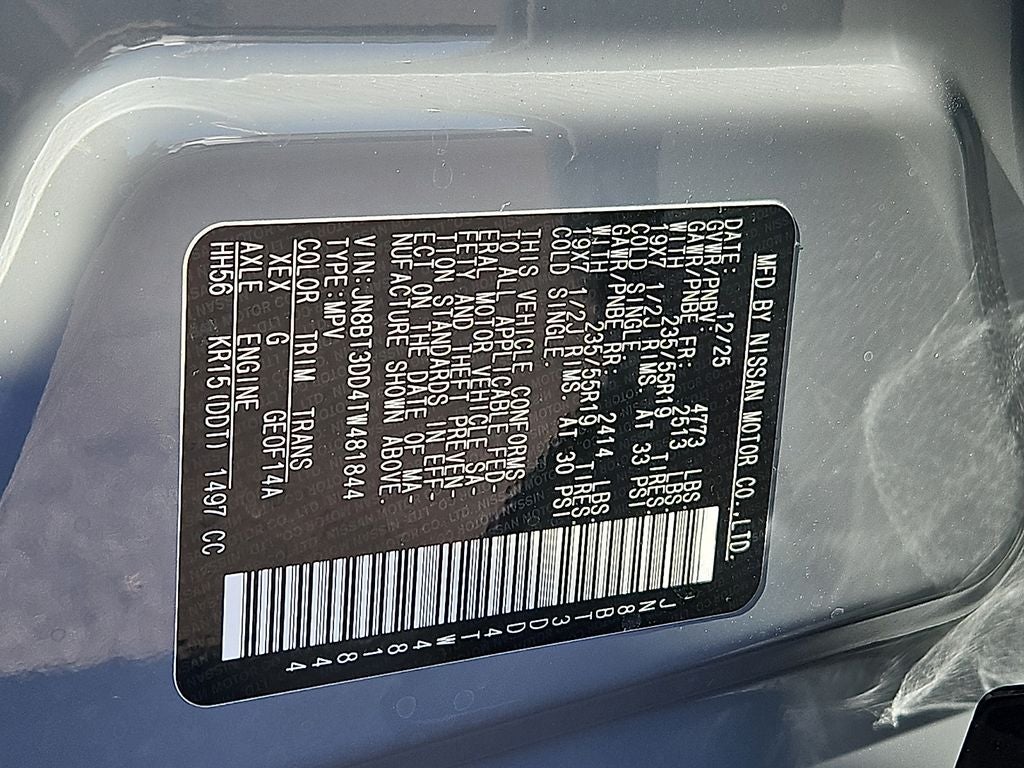 MFD BY NISSAN MOTOR CO., LTD.
DATE: 12/25
GVWR/PNBV: 4773 LBS
GAWR/PNBE FR: 2513 LBS.
WITH 235/55R19 TIRES.
19X7 1/2J RIMS AT 33 PSI
COLD SINGLE.
GAWR/PNBE RR: 2414 LBS.
WITH 235/55R19 TIRES.
19X7 1/2J RIMS. AT 30 PSI
COLD SINGLE.
THIS VEHICLE CONFORMS
TO ALL APPLICABLE FED
ERAL MOTOR VEHICLE SA-
FETY AND THEFT PREVEN-
TION STANDARDS IN EFF-
ECT ON THE DATE OF MA-
NUFACTURE SHOWN ABOVE.
VIN:JN8BT3DD4TW481844
TYPE:MPV
COLOR TRIM TRANS
XEX G GE0F14A
AXLE ENGINE
HH56 KR15(DDT) 1497 CC
JN8BT3DD4TW481844